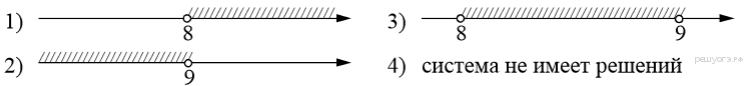 1) 8
2) 9
3) 8 9
4) система не имеет решений
решуогэ.рф